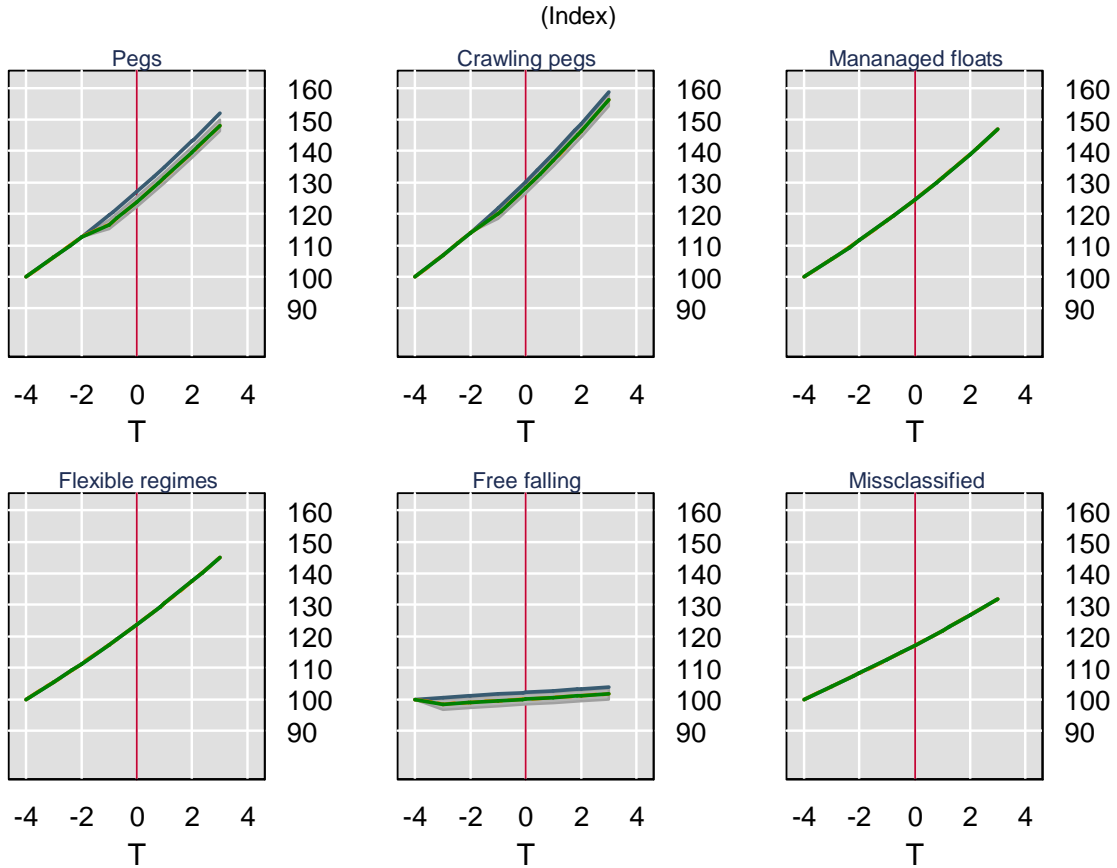 (Index)
Pegs Crawling pegs Mananaged floats
160 160 160
150 150 150
140 140 140
130 130 130
120 120 120
110 110 110
100 100 100
90 90 90
-4 -2 0 2 4 -4 -2 0 2 4 -4 -2 0 2 4
T T T
Flexible regimes Free falling Missclassified
160 160 160
150 150 150
140 140 140
130 130 130
120 120 120
110 110 110
100 100 100
90 90 90
-4 -2 0 2 4 -4 -2 0 2 4 -4 -2 0 2 4
T T T